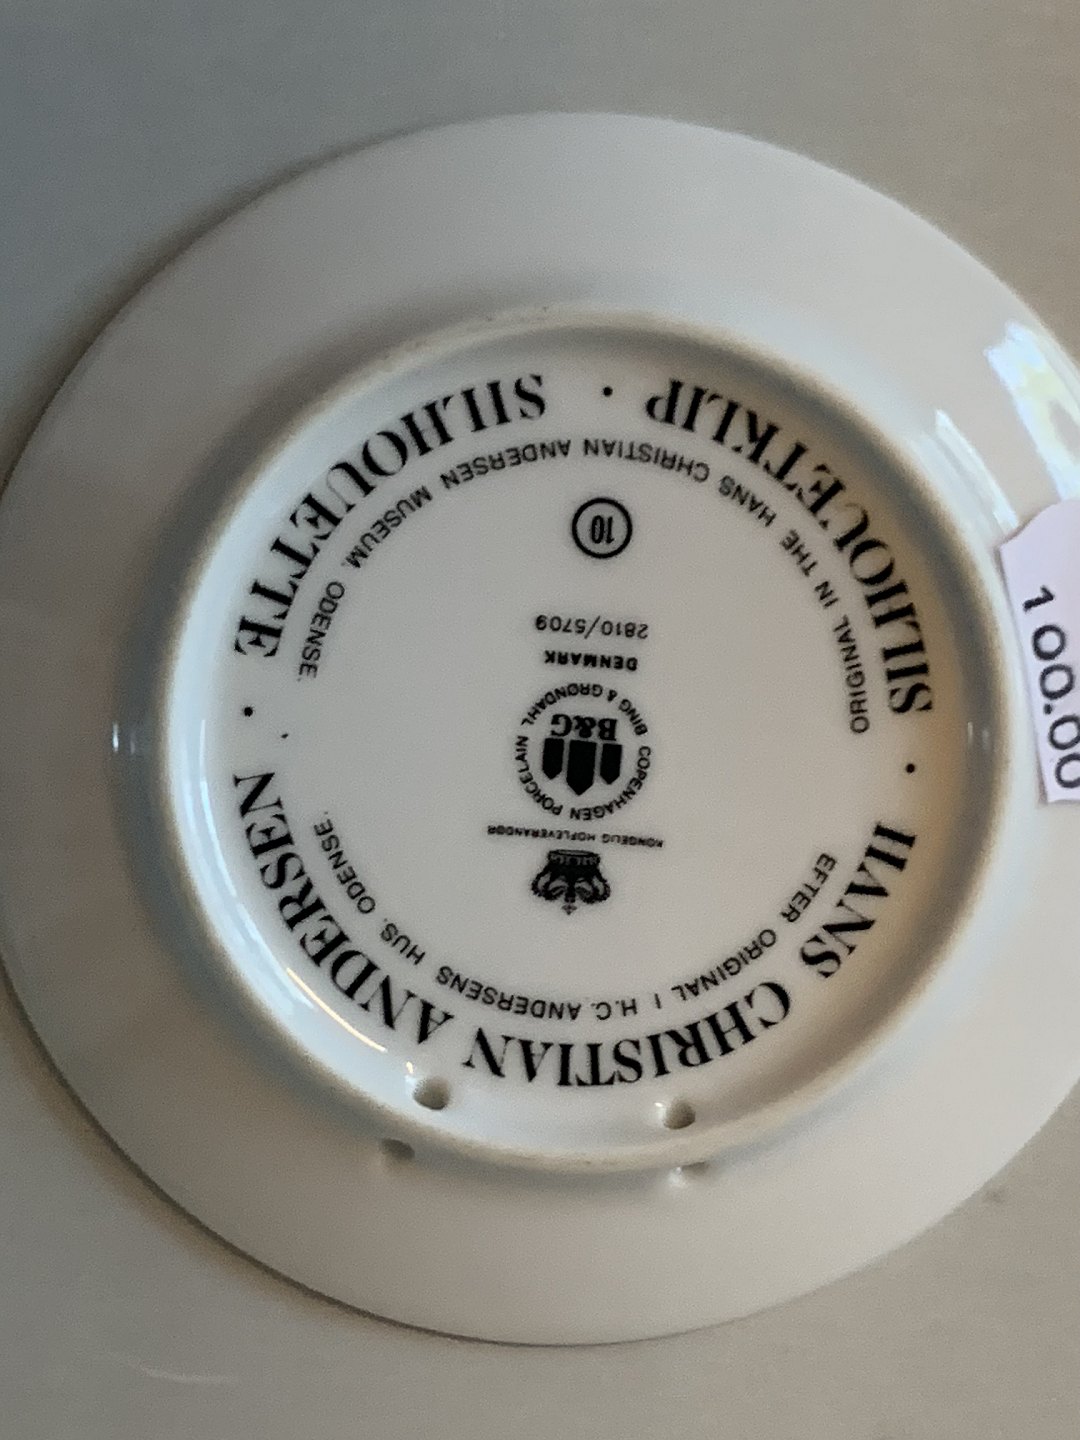 HANS CHRISTIAN ANDERSEN · SILHOUETTE · SILHOUETKLIP ·
EFTER ORIGINAL I H.C. ANDERSENS HUS, ODENSE.
KONGELIG HOFLEVERANDØR
COPENHAGEN PORCELAIN
B&G
BING & GRØNDAHL
DENMARK
2810/5709
10
ORIGINAL IN THE HANS CHRISTIAN ANDERSEN MUSEUM, ODENSE.
100.00